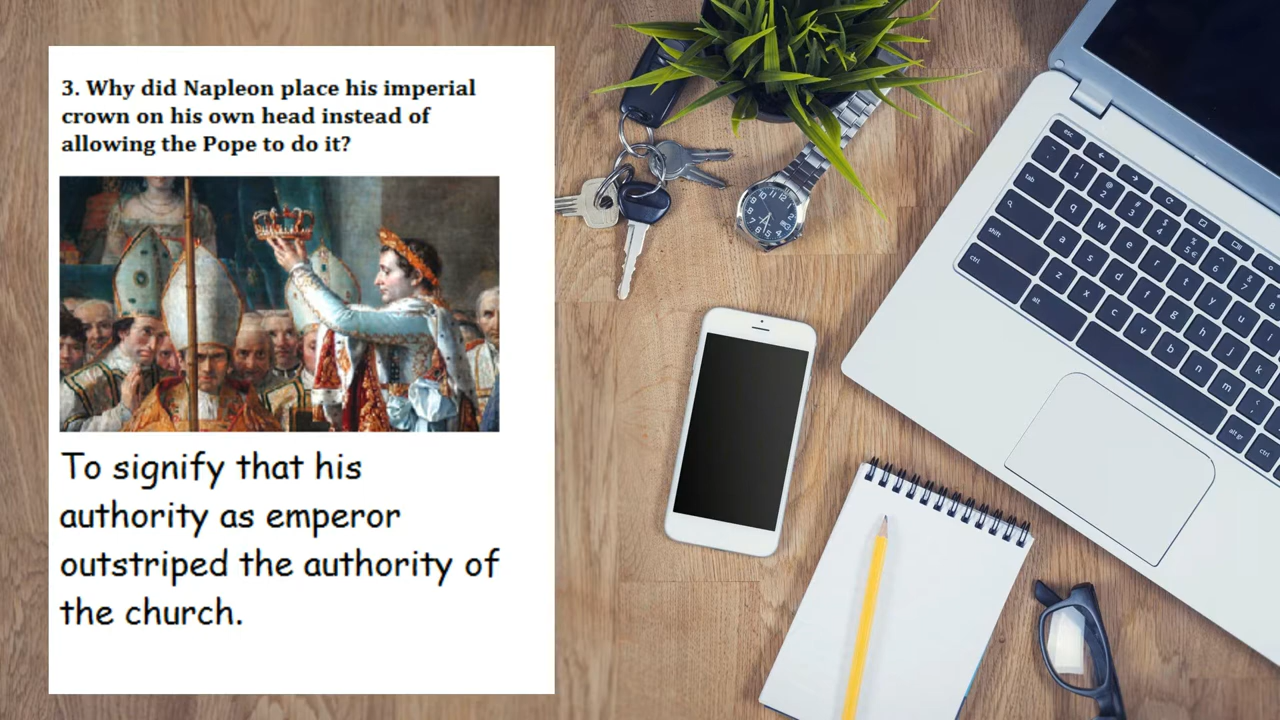 3. Why did Napleon place his imperial
crown on his own head instead of
allowing the Pope to do it?
To signify that his
authority as emperor
outstriped the authority of
the church.